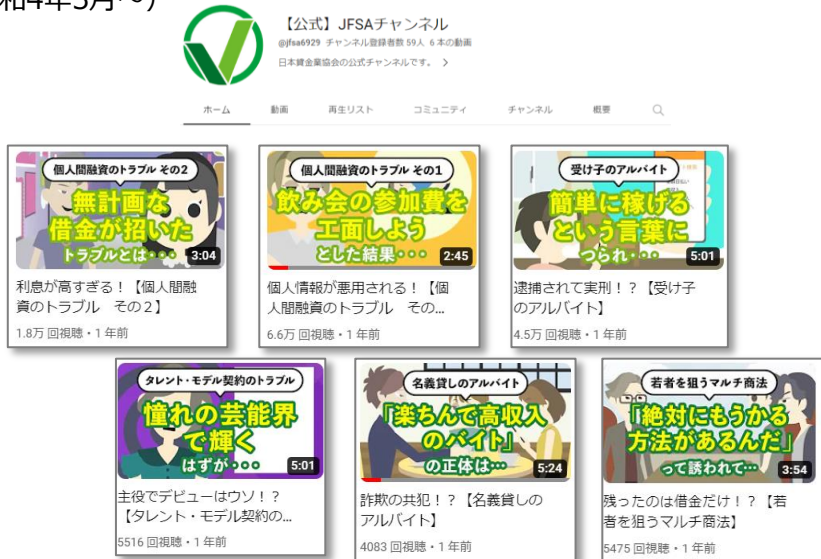 和4年3月～）
【公式】JFSAチャンネル
@jfsa6929 チャンネル登録者数 59人 6 本の動画
日本貸金業協会の公式チャンネルです。 >
ホーム 動画 再生リスト コミュニティ チャンネル 概要
個人間融資のトラブル その2
無計画な
借金が招いた
トラブルとは・・・
3:04
利息が高すぎる！【個人間融
資のトラブル　その２】
1.8万 回視聴・1 年前
個人間融資のトラブル その1
飲み会の参加費を
工面しよう
とした結果・・・
2:45
個人情報が悪用される！【個
人間融資のトラブル　その...
6.6万 回視聴・1 年前
受け子のアルバイト
簡単に稼げる
という言葉に
つられ・・・
5:01
逮捕されて実刑！？【受け子
のアルバイト】
4.5万 回視聴・1 年前
タレント・モデル契約のトラブル
憧れの芸能界
で輝く
はずが・・・
5:01
主役でデビューはウソ！？
【タレント・モデル契約の...
5516 回視聴・1 年前
名義貸しのアルバイト
「楽ちんで高収入
のバイト」
の正体は…
5:24
詐欺の共犯！？【名義貸しの
アルバイト】
4083 回視聴・1 年前
若者を狙うマルチ商法
「絶対にもうかる
方法があるんだ」
って誘われて…
3:54
残ったのは借金だけ！？【若
者を狙うマルチ商法】
5475 回視聴・1 年前